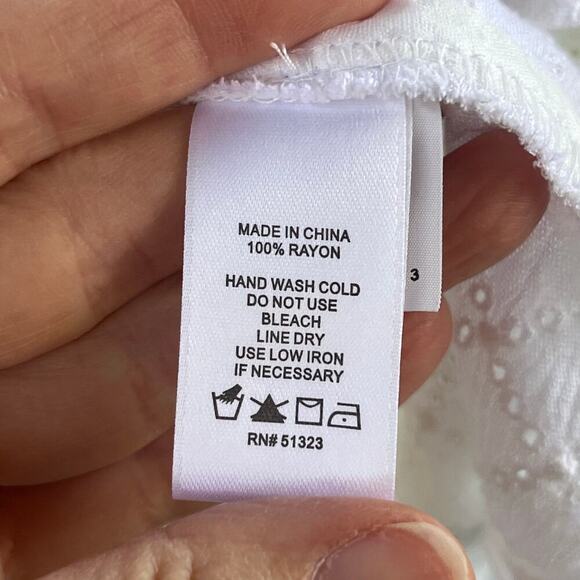 MADE IN CHINA
100% RAYON
HAND WASH COLD
DO NOT USE
BLEACH
LINE DRY
USE LOW IRON
IF NECESSARY
RN# 51323
3